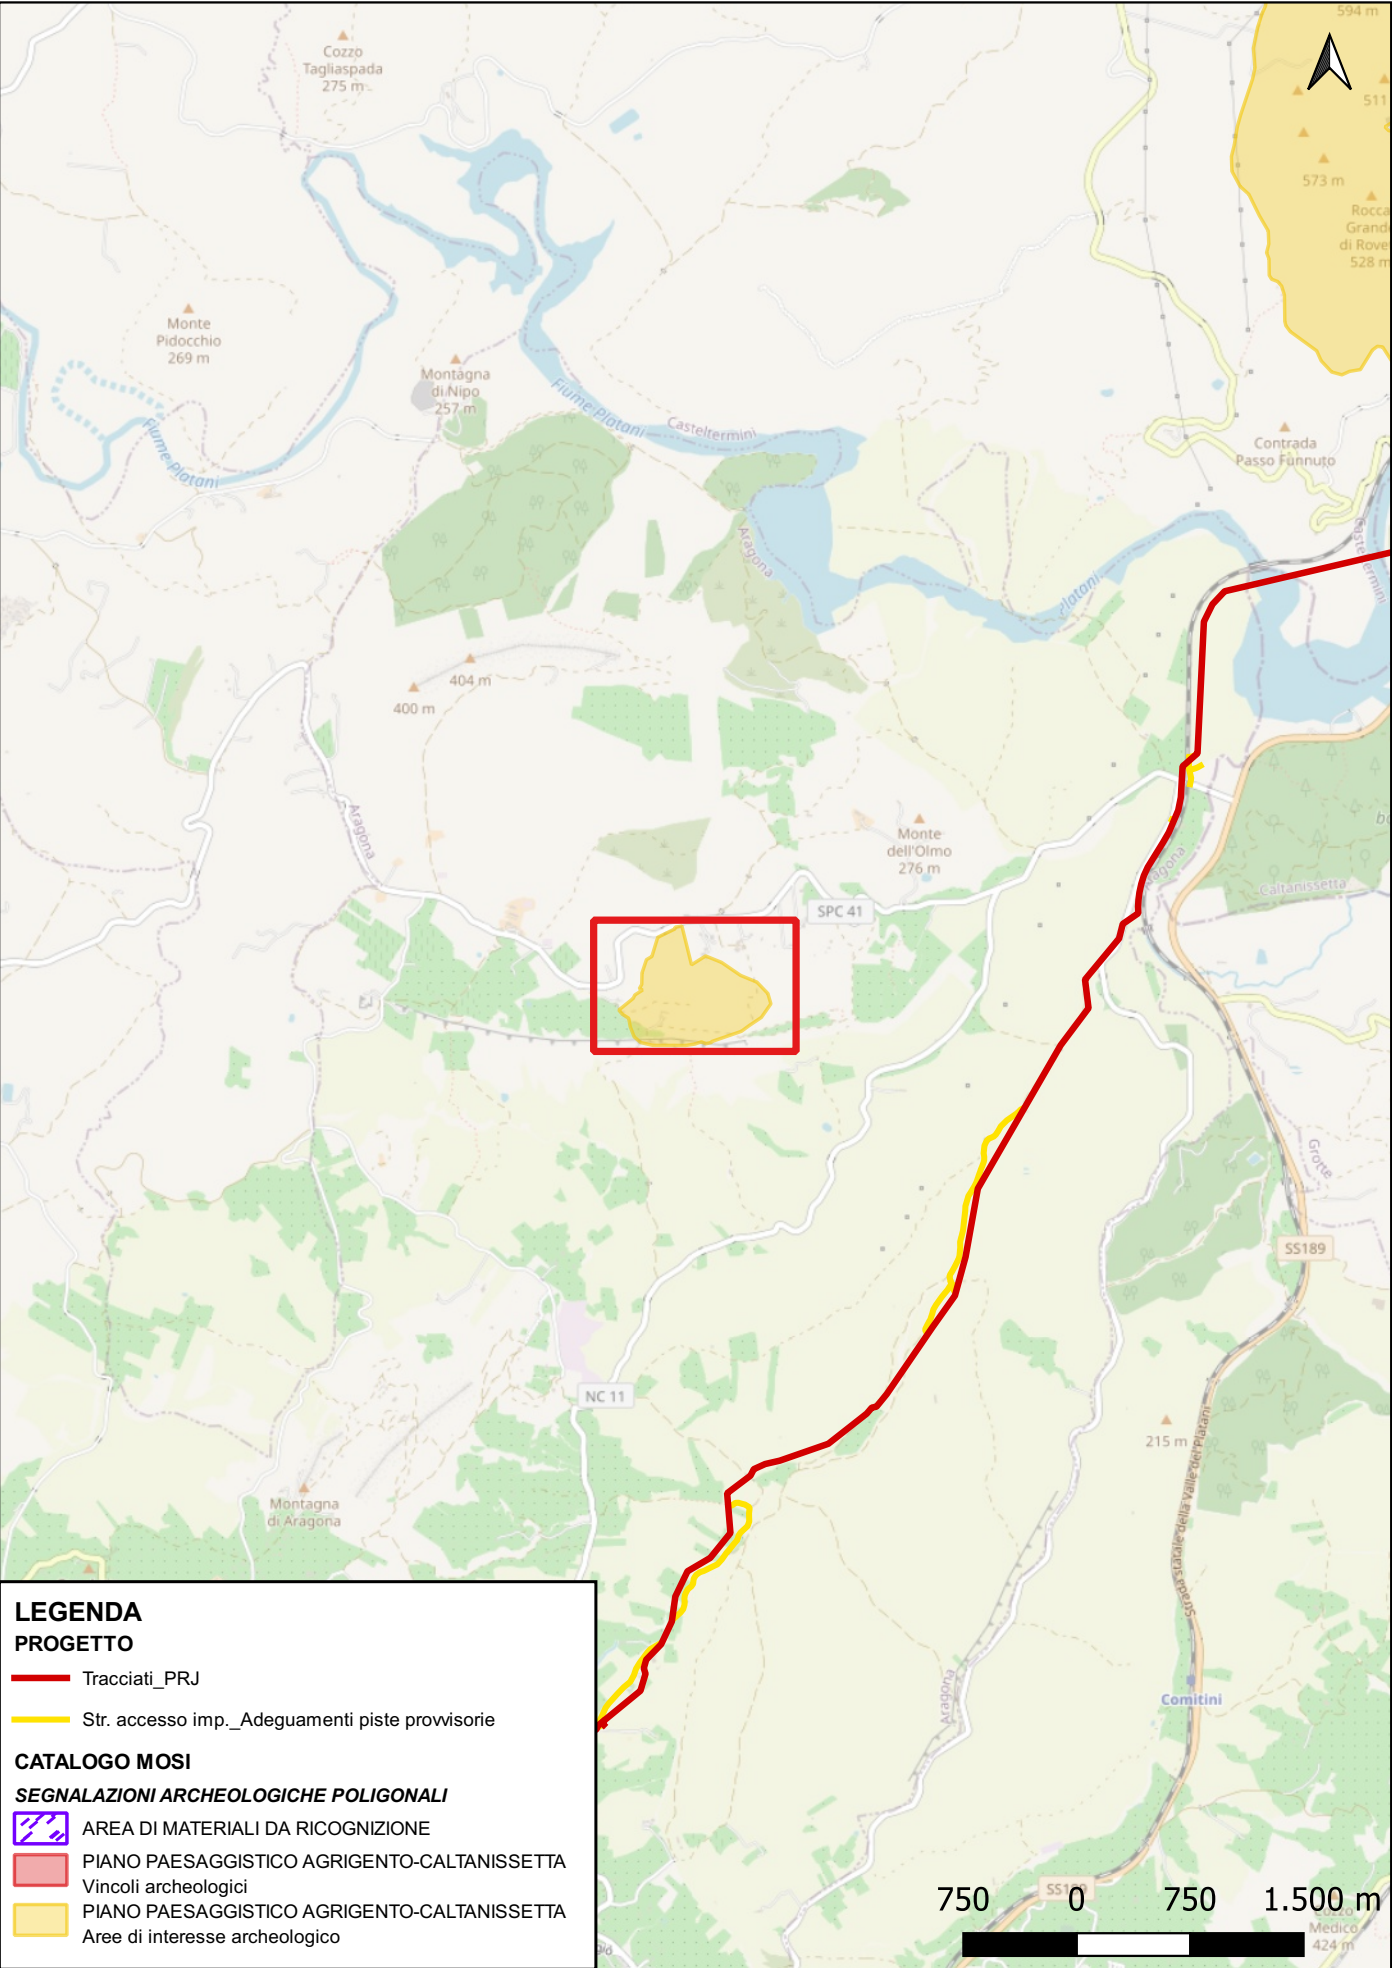 594 m
Cozzo
Tagliaspada
275 m
511
573 m
Rocca
Grand
di Rove
528 m
Monte
Pidocchio
269 m
Montagna
di Nipo
257 m
Fiume Platani
Casteltermini
Fiume Platani
Contrada
Passo Funnuto
Aragona
Platani
Castelterminini
404 m
400 m
Aragona
Monte
dell'Olmo
276 m
Aragona
Caltanissetta
SPC 41
Grotte
SS189
NC 11
215 m
Strada statale della Valle del Platani
Montagna
di Aragona
Aragona
Comitini
LEGENDA
PROGETTO
Tracciati_PRJ
Str. accesso imp._Adeguamenti piste provvisorie
CATALOGO MOSI
SEGNALAZIONI ARCHEOLOGICHE POLIGONALI
AREA DI MATERIALI DA RICOGNIZIONE
PIANO PAESAGGISTICO AGRIGENTO-CALTANISSETTA
Vincoli archeologici
PIANO PAESAGGISTICO AGRIGENTO-CALTANISSETTA
Aree di interesse archeologico
SS189
750 0 750 1.500 m
Cozzo
Medico
424 m